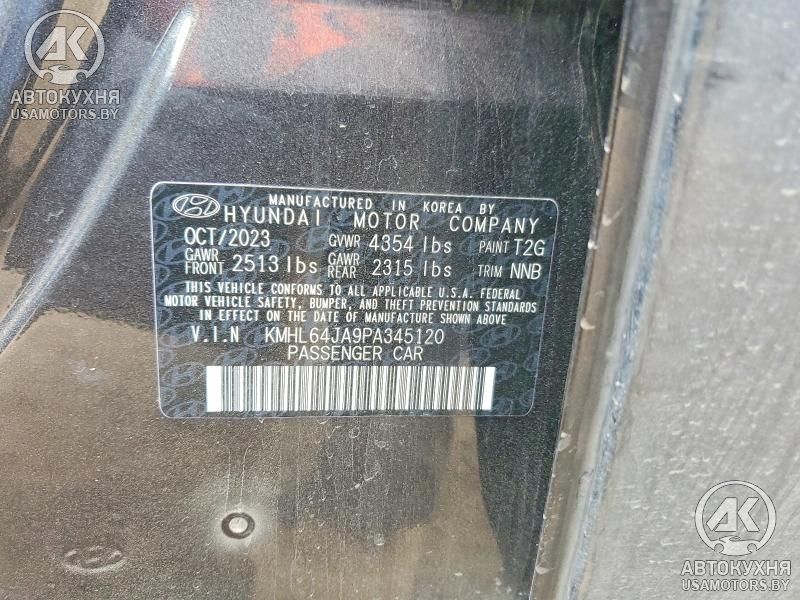 АК
АВТОКУХНЯ
USAMOTORS.BY
MANUFACTURED IN KOREA BY
HYUNDAI MOTOR COMPANY
OCT/2023 GVWR 4354 lbs PAINT T2G
GAWR FRONT 2513 lbs GAWR REAR 2315 lbs TRIM NNB
THIS VEHICLE CONFORMS TO ALL APPLICABLE U.S.A. FEDERAL
MOTOR VEHICLE SAFETY, BUMPER, AND THEFT PREVENTION STANDARDS
IN EFFECT ON THE DATE OF MANUFACTURE SHOWN ABOVE
V.I.N KMHL64JA9PA345120
PASSENGER CAR
АК
АВТОКУХНЯ
USAMOTORS.BY